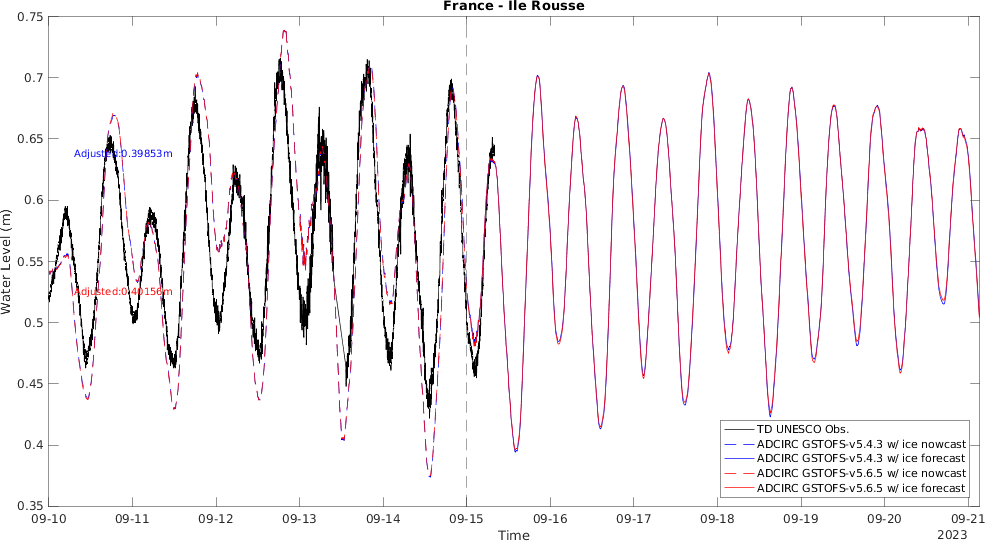 France - Ile Rousse
Water Level (m)
0.75
0.7
0.65
0.6
0.55
0.5
0.45
0.4
0.35
Adjusted:0.39853m
Adjusted:0.40156m
TD UNESCO Obs.
ADCIRC GSTOFS-v5.4.3 w/ ice nowcast
ADCIRC GSTOFS-v5.4.3 w/ ice forecast
ADCIRC GSTOFS-v5.6.5 w/ ice nowcast
ADCIRC GSTOFS-v5.6.5 w/ ice forecast
09-10 09-11 09-12 09-13 09-14 09-15 09-16 09-17 09-18 09-19 09-20 09-21
Time
2023